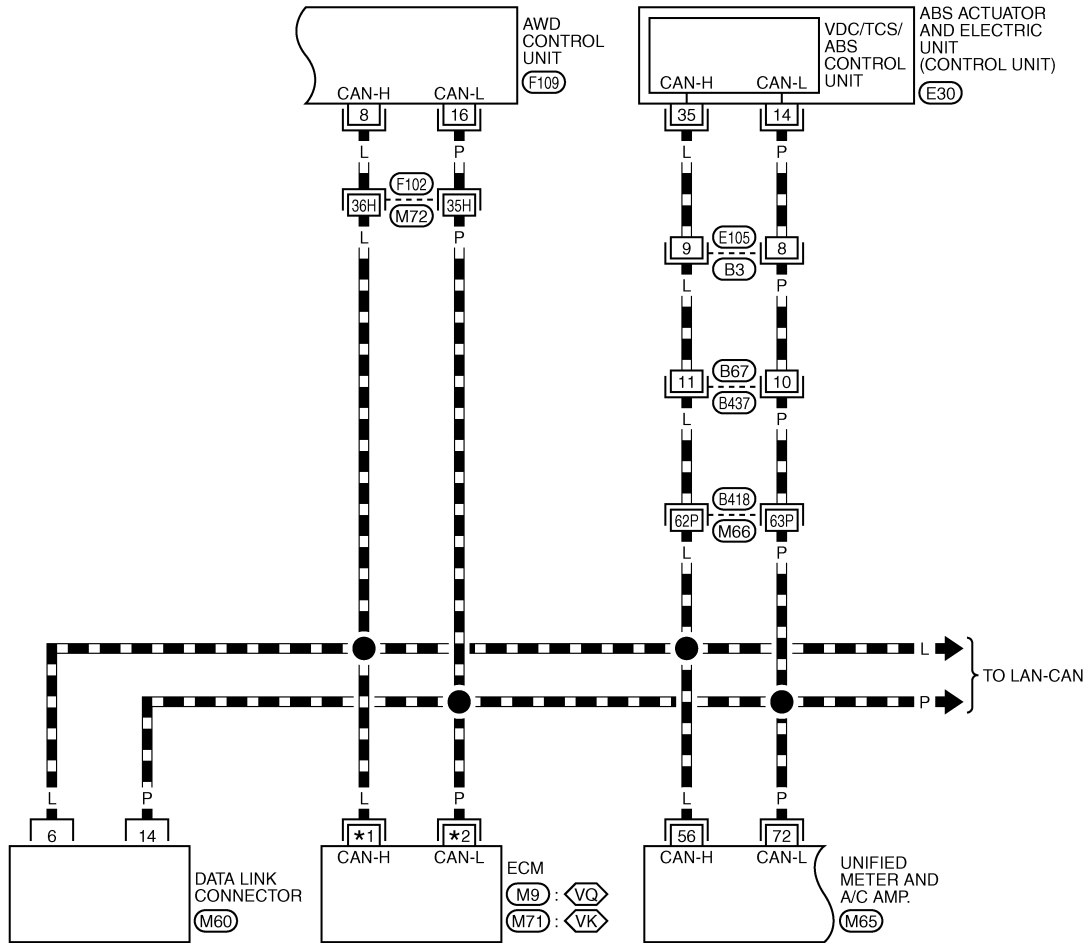 AWD
CONTROL
UNIT
F109
CAN-H CAN-L
8 16
L P
F102
36H 35H
M72
L P
ABS ACTUATOR
AND ELECTRIC
UNIT
(CONTROL UNIT)
E30
VDC/TCS/
ABS
CONTROL
UNIT
CAN-H CAN-L
35 14
L P
E105
9 8
B3
L P
B67
11 10
B437
L P
B418
62P 63P
M66
L P
L
TO LAN-CAN
P
L P
6 14
DATA LINK
CONNECTOR
M60
L P
*1 *2
CAN-H CAN-L
ECM
M9 : VQ
M71 : VK
L P
56 72
CAN-H CAN-L
UNIFIED
METER AND
A/C AMP.
M65